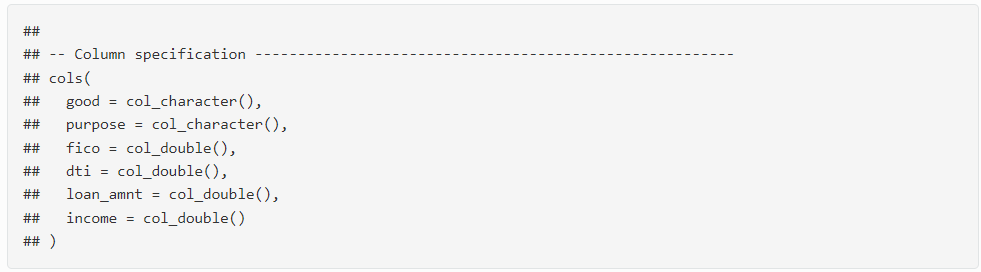 ##
## -- Column specification --------------------------------------------------------
## cols(
##   good = col_character(),
##   purpose = col_character(),
##   fico = col_double(),
##   dti = col_double(),
##   loan_amnt = col_double(),
##   income = col_double()
## )